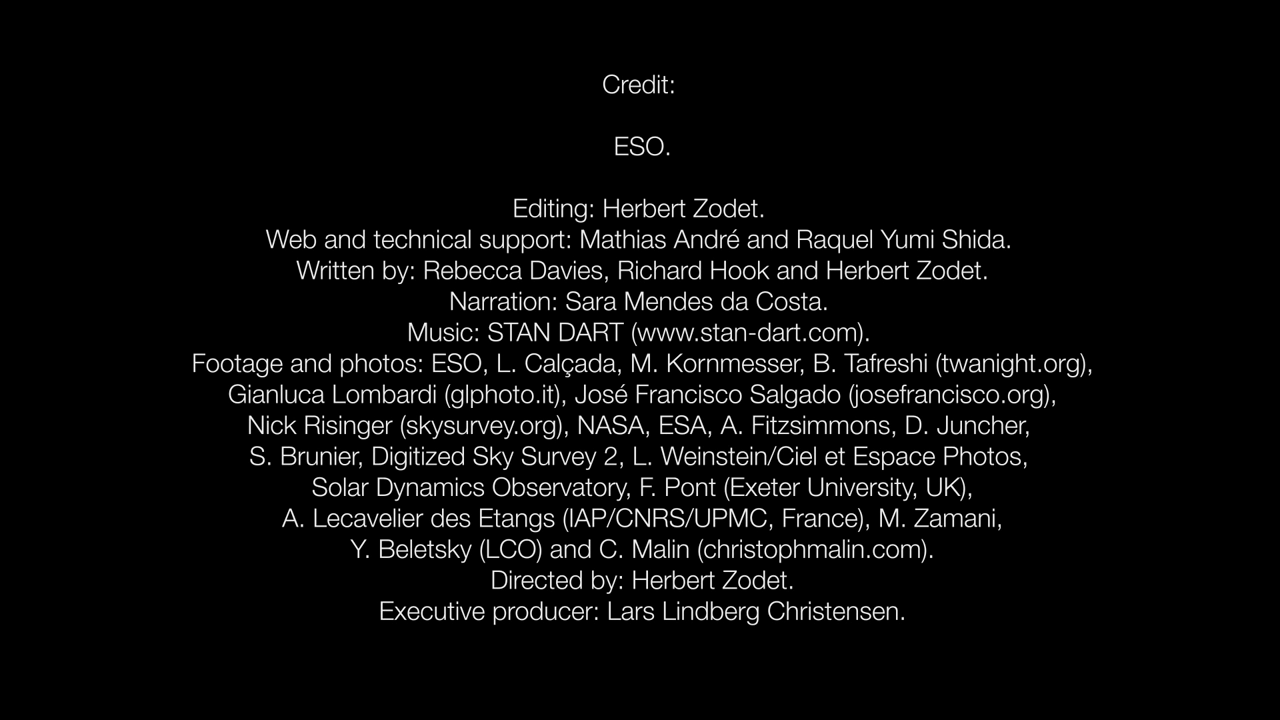 Credit:
ESO.
Editing: Herbert Zodet.
Web and technical support: Mathias André and Raquel Yumi Shida.
Written by: Rebecca Davies, Richard Hook and Herbert Zodet.
Narration: Sara Mendes da Costa.
Music: STAN DART (www.stan-dart.com).
Footage and photos: ESO, L. Calçada, M. Kornmesser, B. Tafreshi (twanight.org),
Gianluca Lombardi (glphoto.it), José Francisco Salgado (josefrancisco.org),
Nick Risinger (skysurvey.org), NASA, ESA, A. Fitzsimmons, D. Juncher,
S. Brunier, Digitized Sky Survey 2, L. Weinstein/Ciel et Espace Photos,
Solar Dynamics Observatory, F. Pont (Exeter University, UK),
A. Lecavelier des Etangs (IAP/CNRS/UPMC, France), M. Zamani,
Y. Beletsky (LCO) and C. Malin (christophmalin.com).
Directed by: Herbert Zodet.
Executive producer: Lars Lindberg Christensen.